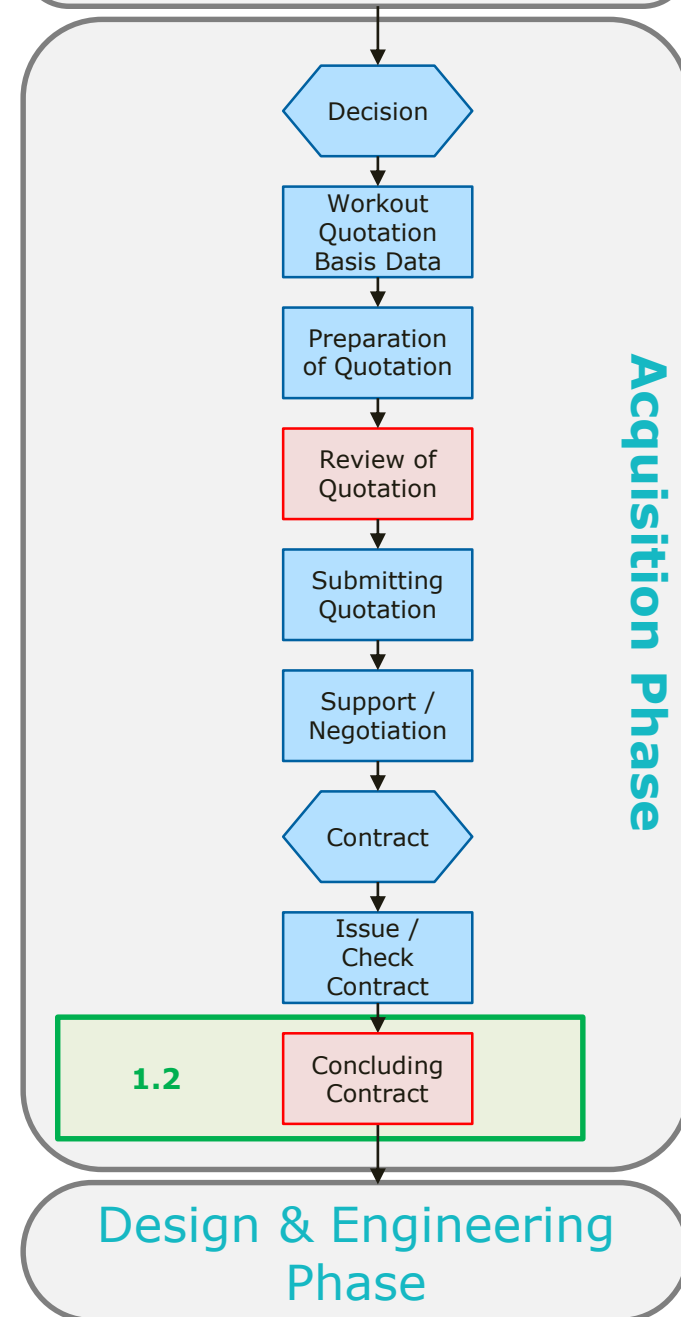 Decision
Workout
Quotation
Basis Data
Preparation
of Quotation
Review of
Quotation
Submitting
Quotation
Support /
Negotiation
Contract
Issue /
Check
Contract
1.2
Concluding
Contract
Acquisition Phase
Design & Engineering
Phase